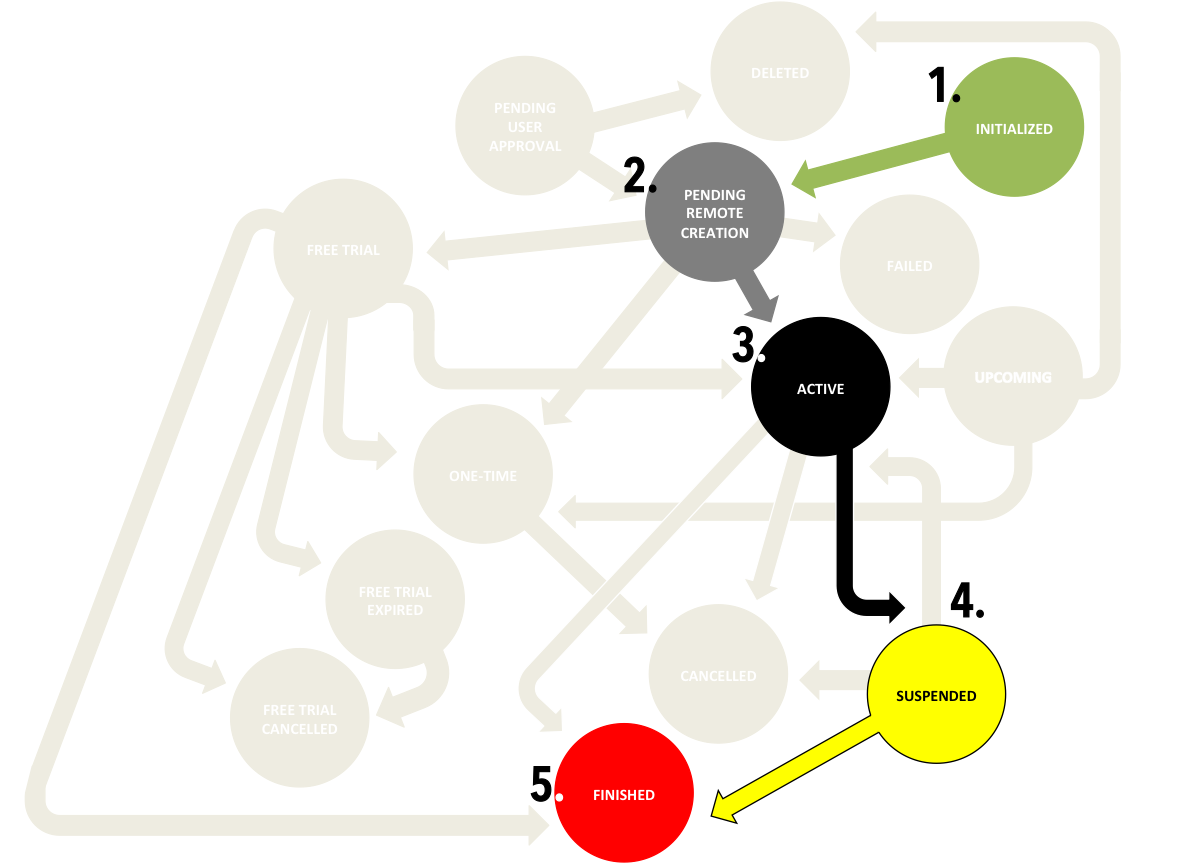 DELETED
1.
INITIALIZED
PENDING
USER
APPROVAL
2.
PENDING
REMOTE
CREATION
FREE TRIAL
FAILED
3.
ACTIVE
UPCOMING
ONE-TIME
FREE TRIAL
EXPIRED
4.
SUSPENDED
CANCELLED
FREE TRIAL
CANCELLED
5.
FINISHED